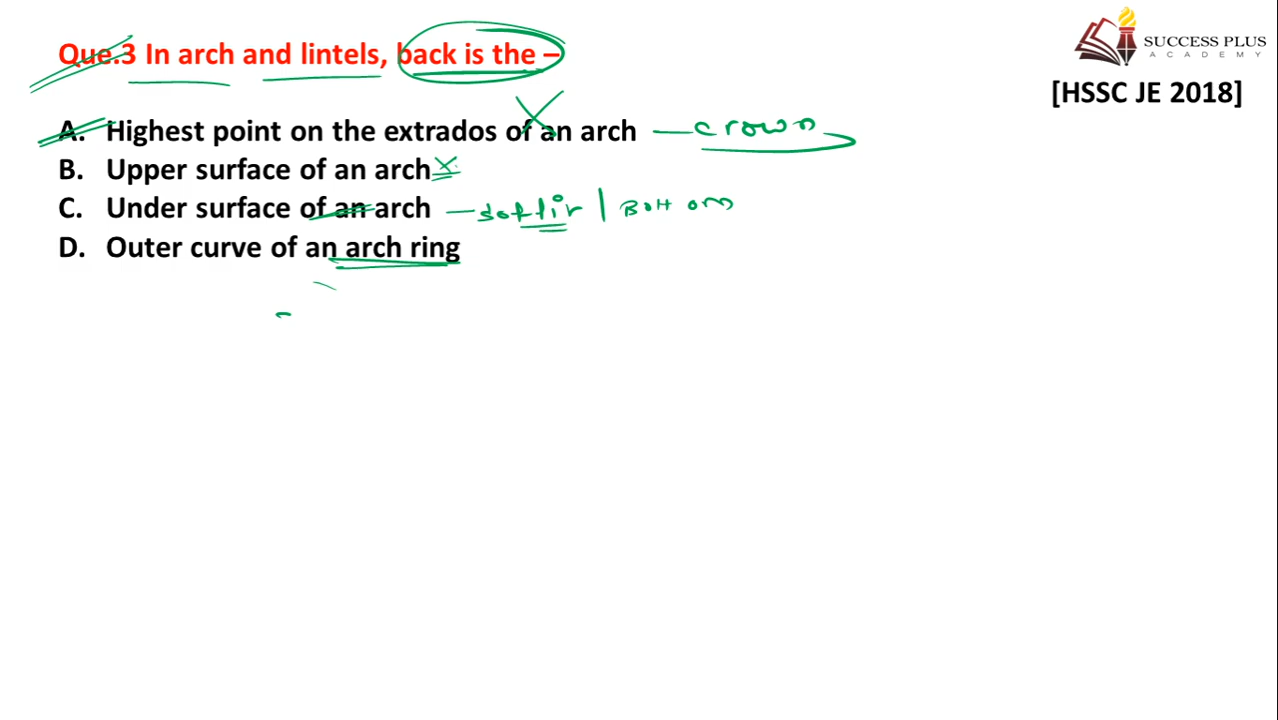 Que.3 In arch and lintels, back is the –
SUCCESS PLUS
ACADEMY
[HSSC JE 2018]
A. Highest point on the extrados of an arch — crown
B. Upper surface of an arch
C. Under surface of an arch — soffit | Bottom
D. Outer curve of an arch ring